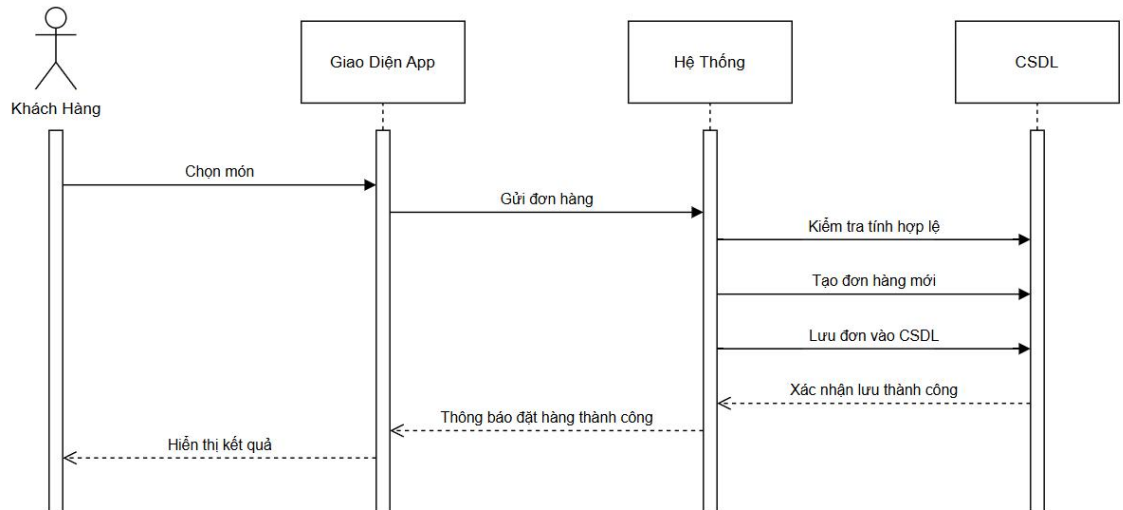 Giao Diện App
Hệ Thống
CSDL
Khách Hàng
Chọn món
Gửi đơn hàng
Kiểm tra tính hợp lệ
Tạo đơn hàng mới
Lưu đơn vào CSDL
Xác nhận lưu thành công
Thông báo đặt hàng thành công
Hiển thị kết quả